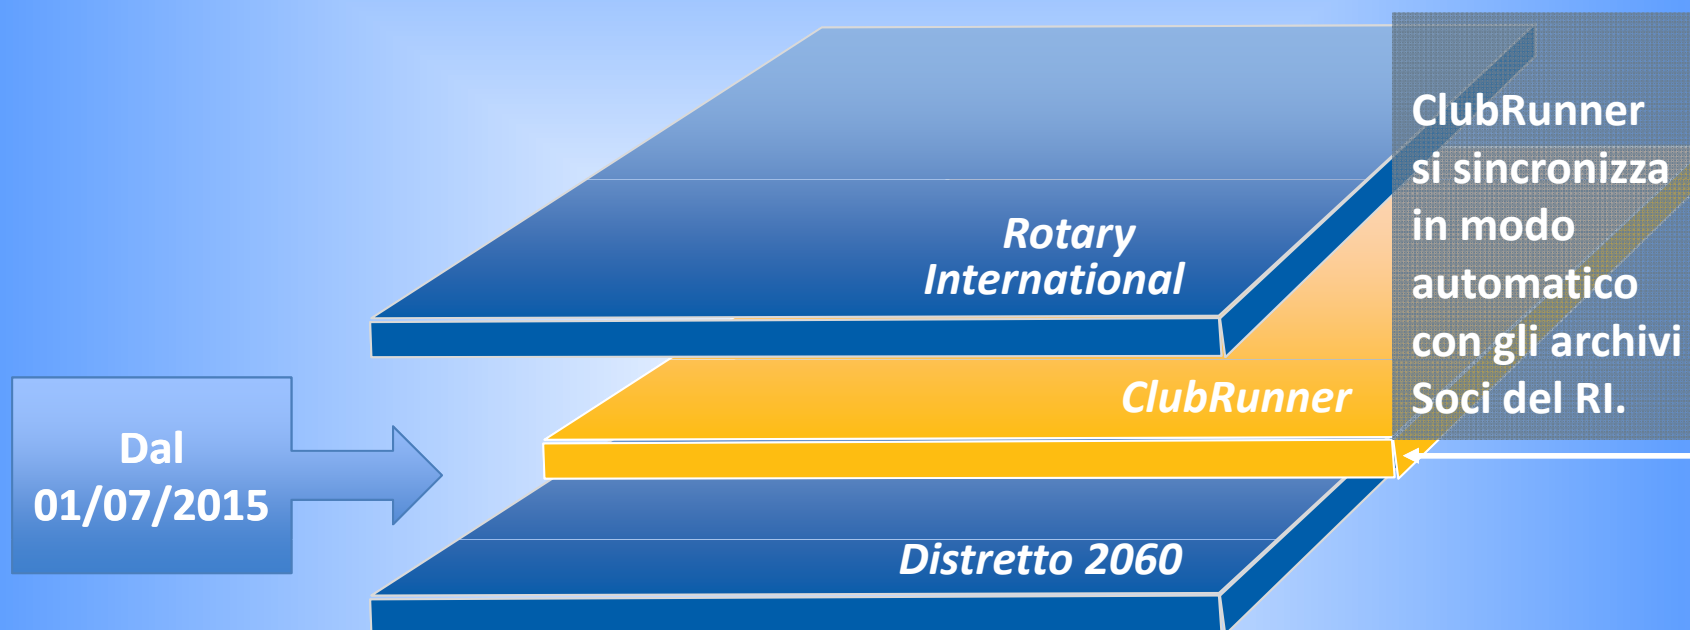 Rotary
International
ClubRunner
Distretto 2060
Dal
01/07/2015
ClubRunner
si sincronizza
in modo
automatico
con gli archivi
Soci del RI.